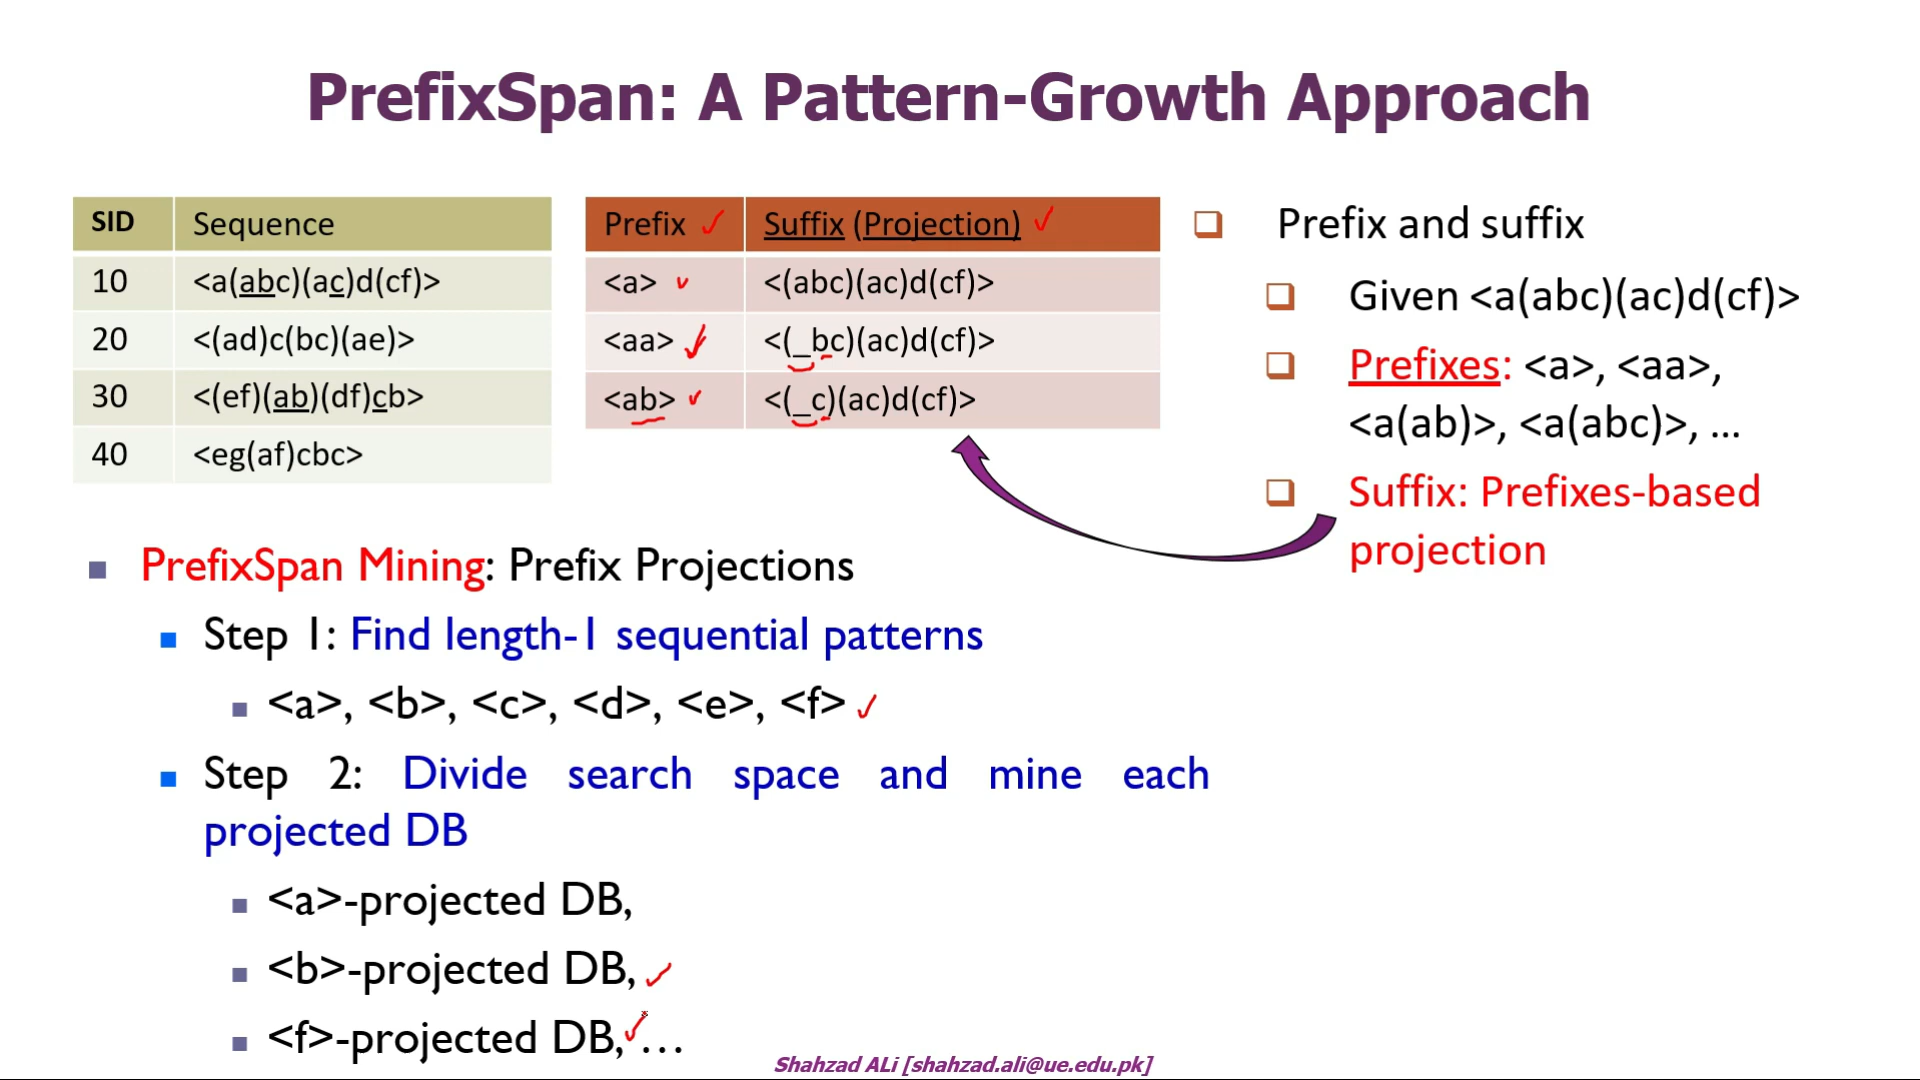 PrefixSpan: A Pattern-Growth Approach
SID Sequence
10 <a(abc)(ac)d(cf)>
20 <(ad)c(bc)(ae)>
30 <(ef)(ab)(df)cb>
40 <eg(af)cbc>
Prefix Suffix (Projection)
<a> <(abc)(ac)d(cf)>
<aa> <(_bc)(ac)d(cf)>
<ab> <(_c)(ac)d(cf)>
Prefix and suffix
Given <a(abc)(ac)d(cf)>
Prefixes: <a>, <aa>,
<a(ab)>, <a(abc)>, ...
Suffix: Prefixes-based
projection
PrefixSpan Mining: Prefix Projections
Step 1: Find length-1 sequential patterns
<a>, <b>, <c>, <d>, <e>, <f>
Step 2: Divide search space and mine each
projected DB
<a>-projected DB,
<b>-projected DB,
<f>-projected DB, ...
Shahzad ALi [shahzad.ali@ue.edu.pk]